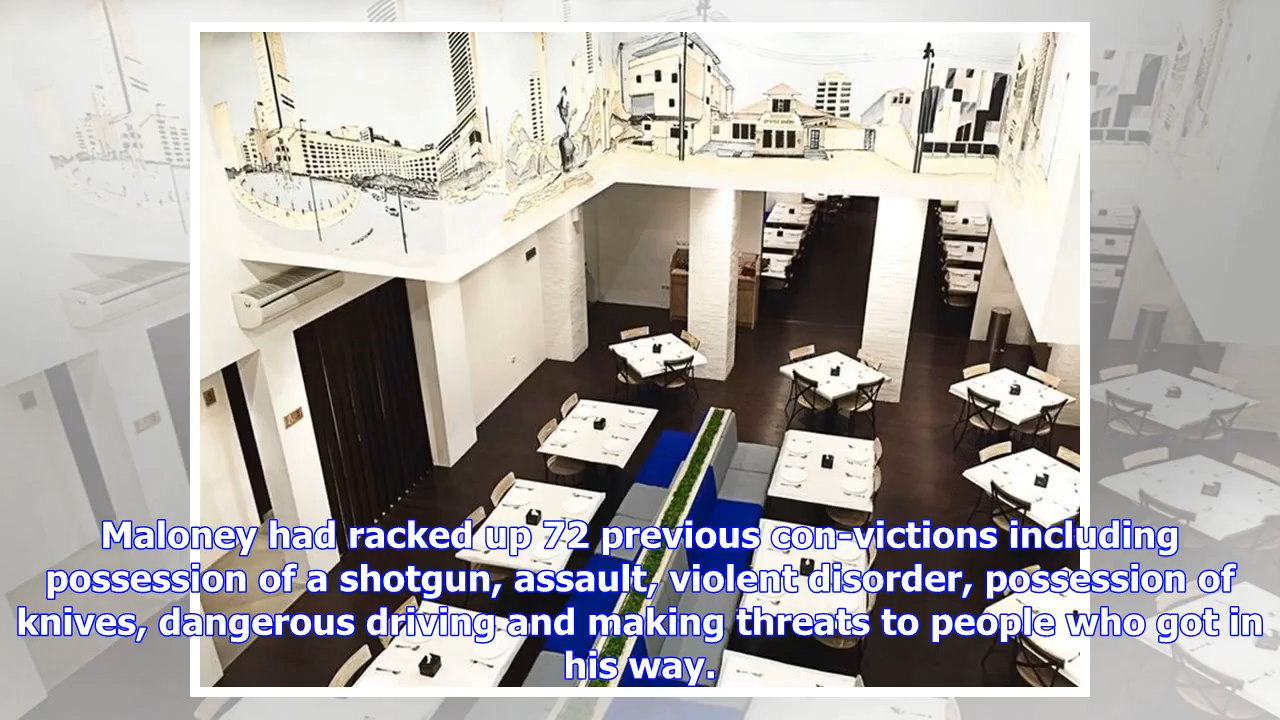 Maloney had racked up 72 previous con-victions including
possession of a shotgun, assault, violent disorder, possession of
knives, dangerous driving and making threats to people who got in
his way.